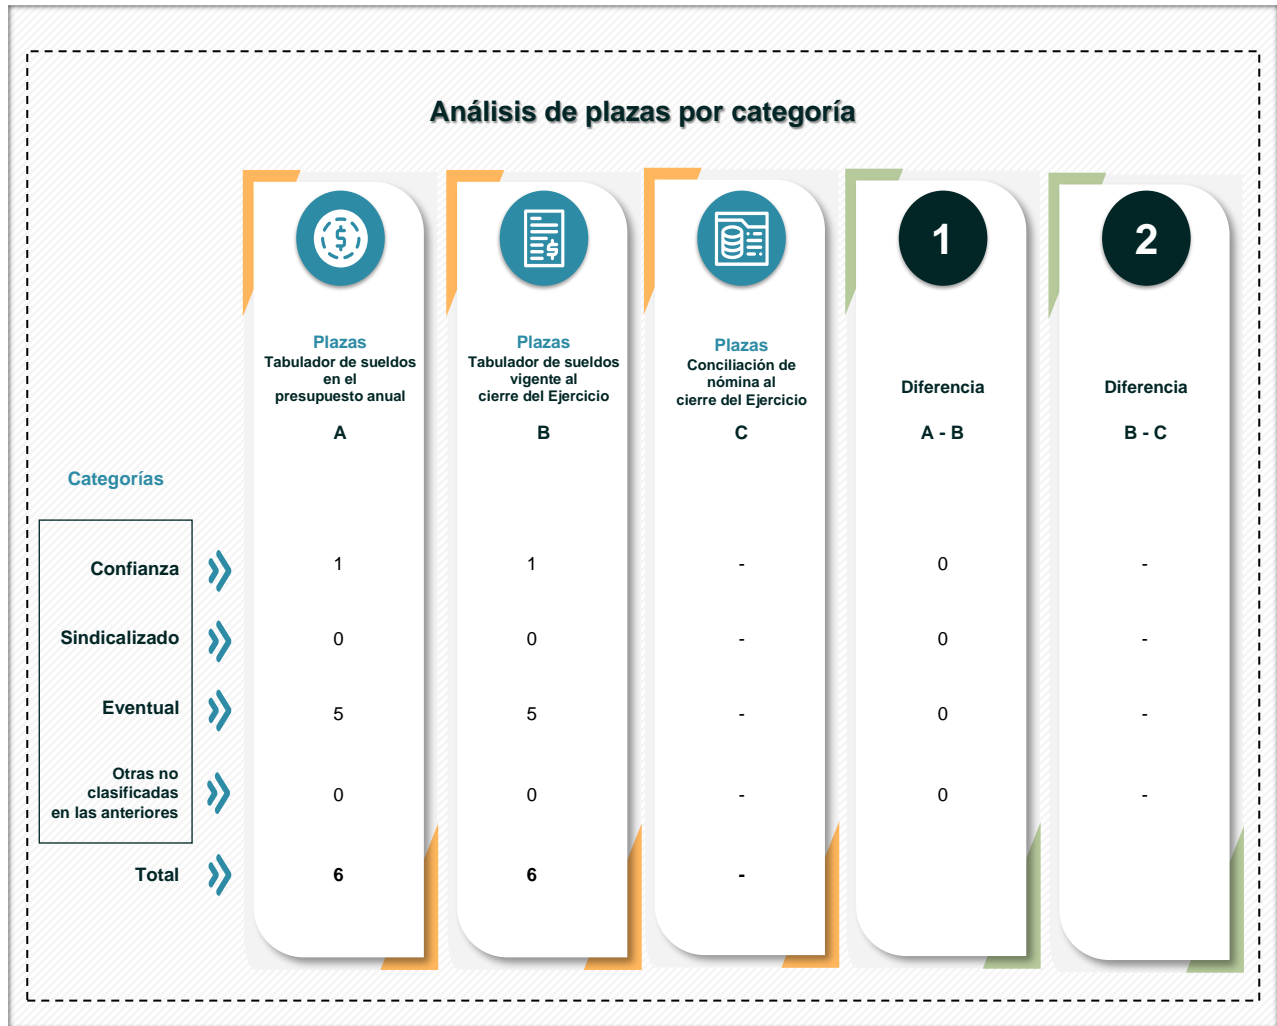 Análisis de plazas por categoría
$
$
1
2
Plazas
Tabulador de sueldos
en el
presupuesto anual
A
Plazas
Tabulador de sueldos
vigente al
cierre del Ejercicio
B
Plazas
Conciliación de
nómina al
cierre del Ejercicio
C
Diferencia
A - B
Diferencia
B - C
Categorías
Confianza 1 1 - 0 -
Sindicalizado 0 0 - 0 -
Eventual 5 5 - 0 -
Otras no
clasificadas
en las anteriores
0 0 - 0 -
Total 6 6 -